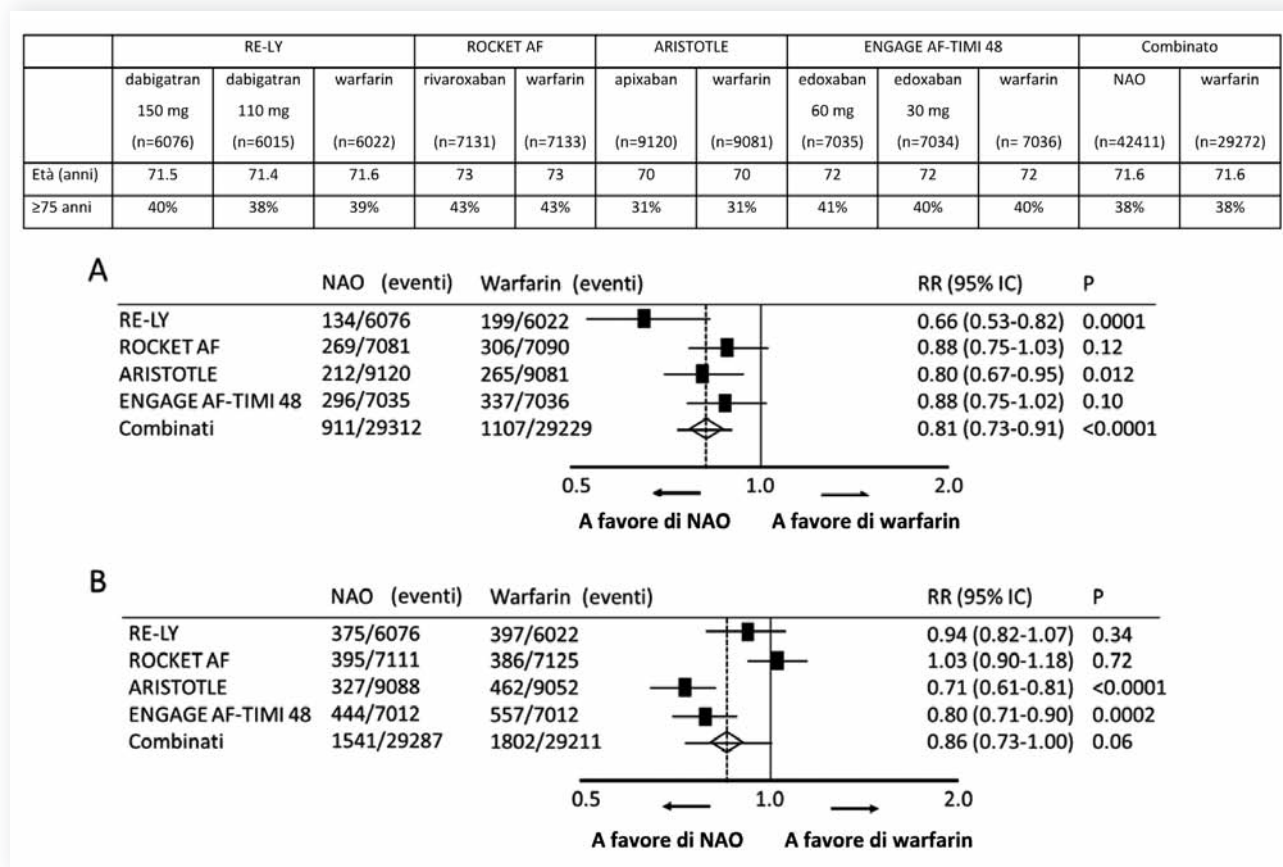 RE-LY ROCKET AF ARISTOTLE ENGAGE AF-TIMI 48 Combinato
dabigatran dabigatran warfarin rivaroxaban warfarin apixaban warfarin edoxaban edoxaban warfarin NAO warfarin
150 mg 110 mg 60 mg 30 mg
(n=6076) (n=6015) (n=6022) (n=7131) (n=7133) (n=9120) (n=9081) (n=7035) (n=7034) (n= 7036) (n=42411) (n=29272)
Età (anni) 71.5 71.4 71.6 73 73 70 70 72 72 72 71.6 71.6
≥75 anni 40% 38% 39% 43% 43% 31% 31% 41% 40% 40% 38% 38%
A
NAO (eventi) Warfarin (eventi) RR (95% IC) P
RE-LY 134/6076 199/6022 0.66 (0.53-0.82) 0.0001
ROCKET AF 269/7081 306/7090 0.88 (0.75-1.03) 0.12
ARISTOTLE 212/9120 265/9081 0.80 (0.67-0.95) 0.012
ENGAGE AF-TIMI 48 296/7035 337/7036 0.88 (0.75-1.02) 0.10
Combinati 911/29312 1107/29229 0.81 (0.73-0.91) <0.0001
0.5 1.0 2.0
A favore di NAO A favore di warfarin
B
NAO (eventi) Warfarin (eventi) RR (95% IC) P
RE-LY 375/6076 397/6022 0.94 (0.82-1.07) 0.34
ROCKET AF 395/7111 386/7125 1.03 (0.90-1.18) 0.72
ARISTOTLE 327/9088 462/9052 0.71 (0.61-0.81) <0.0001
ENGAGE AF-TIMI 48 444/7012 557/7012 0.80 (0.71-0.90) 0.0002
Combinati 1541/29287 1802/29211 0.86 (0.73-1.00) 0.06
0.5 1.0 2.0
A favore di NAO A favore di warfarin